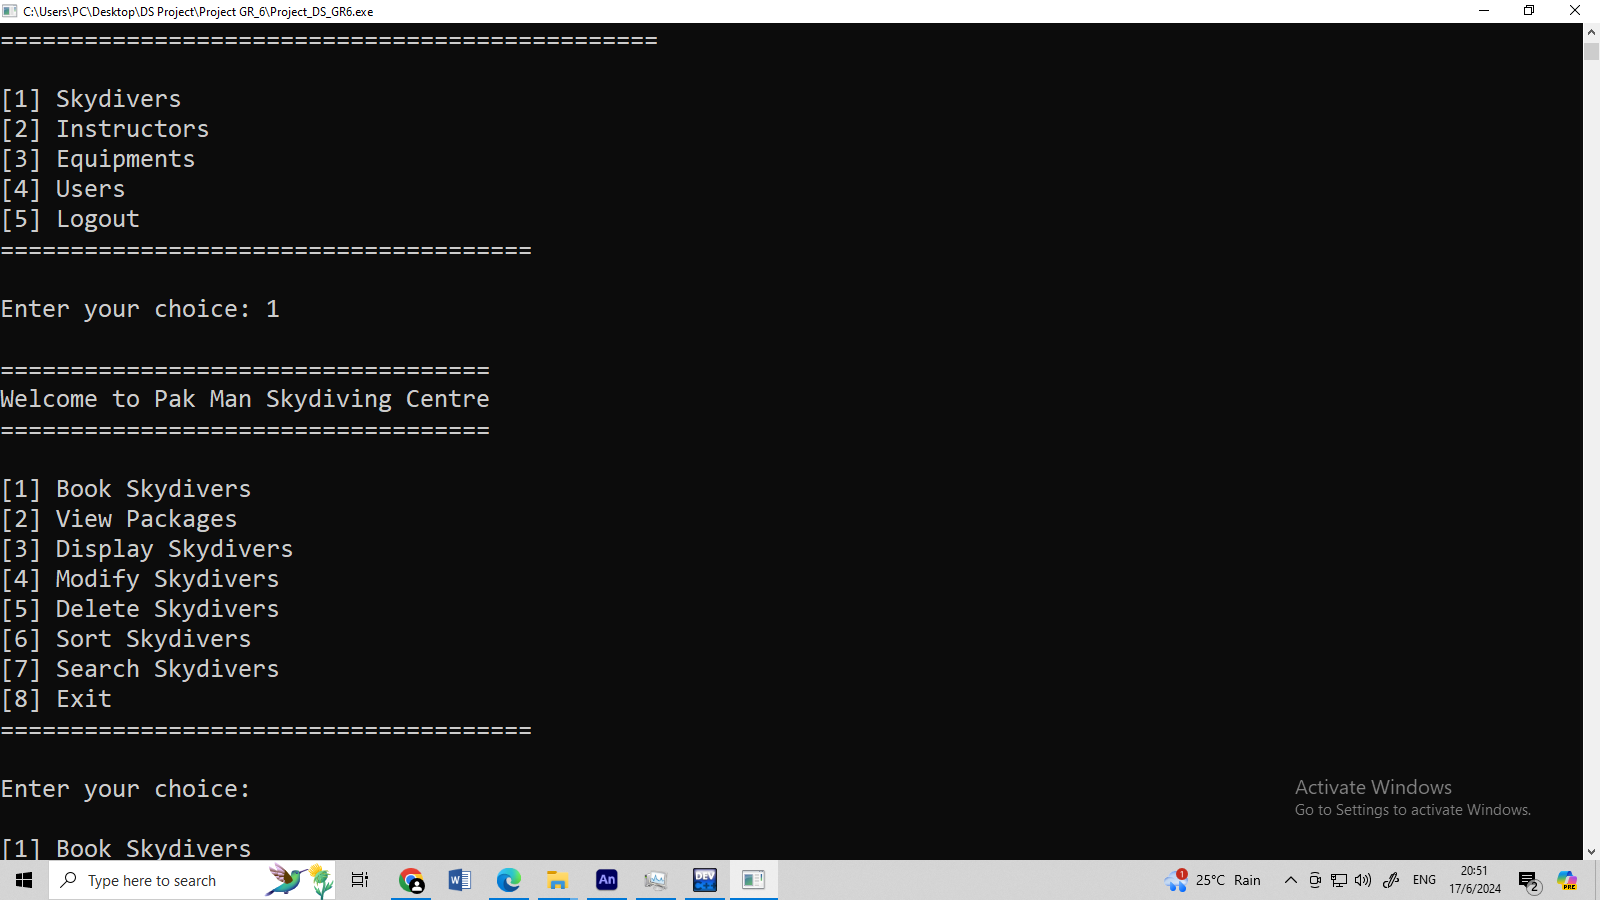 C:\Users\PC\Desktop\DS Project\Project GR_6\Project_DS_GR6.exe
===============================================
[1] Skydivers
[2] Instructors
[3] Equipments
[4] Users
[5] Logout
======================================
Enter your choice: 1
===================================
Welcome to Pak Man Skydiving Centre
===================================
[1] Book Skydivers
[2] View Packages
[3] Display Skydivers
[4] Modify Skydivers
[5] Delete Skydivers
[6] Sort Skydivers
[7] Search Skydivers
[8] Exit
======================================
Enter your choice:
[1] Book Skydivers
Activate Windows
Go to Settings to activate Windows.
Type here to search
W
An
DEV
1
25°C Rain
ENG
20:51
17/6/2024
2
PRE